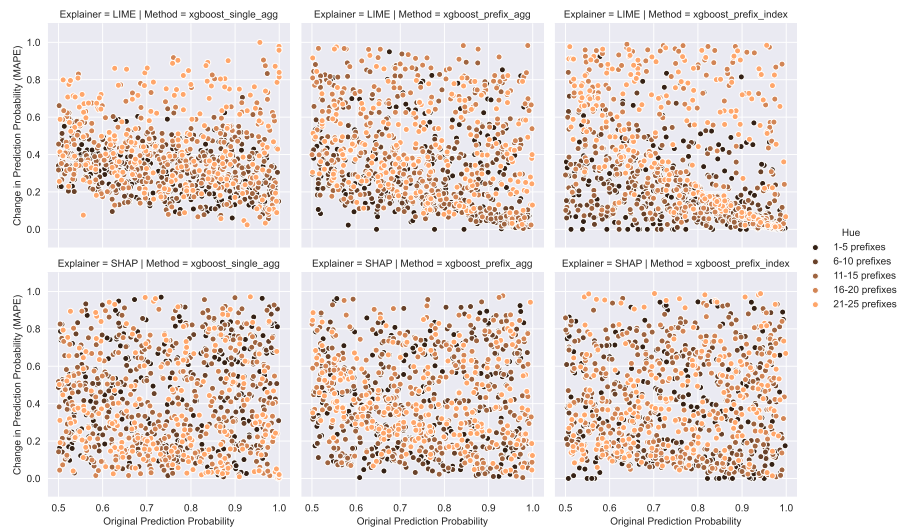 Explainer = LIME | Method = xgboost_single_agg
Explainer = LIME | Method = xgboost_prefix_agg
Explainer = LIME | Method = xgboost_prefix_index
Change in Prediction Probability (MAPE)
1.0
0.8
0.6
0.4
0.2
0.0
Hue
1-5 prefixes
6-10 prefixes
11-15 prefixes
16-20 prefixes
21-25 prefixes
Explainer = SHAP | Method = xgboost_single_agg
Explainer = SHAP | Method = xgboost_prefix_agg
Explainer = SHAP | Method = xgboost_prefix_index
Change in Prediction Probability (MAPE)
1.0
0.8
0.6
0.4
0.2
0.0
0.5 0.6 0.7 0.8 0.9 1.0
0.5 0.6 0.7 0.8 0.9 1.0
0.5 0.6 0.7 0.8 0.9 1.0
Original Prediction Probability
Original Prediction Probability
Original Prediction Probability